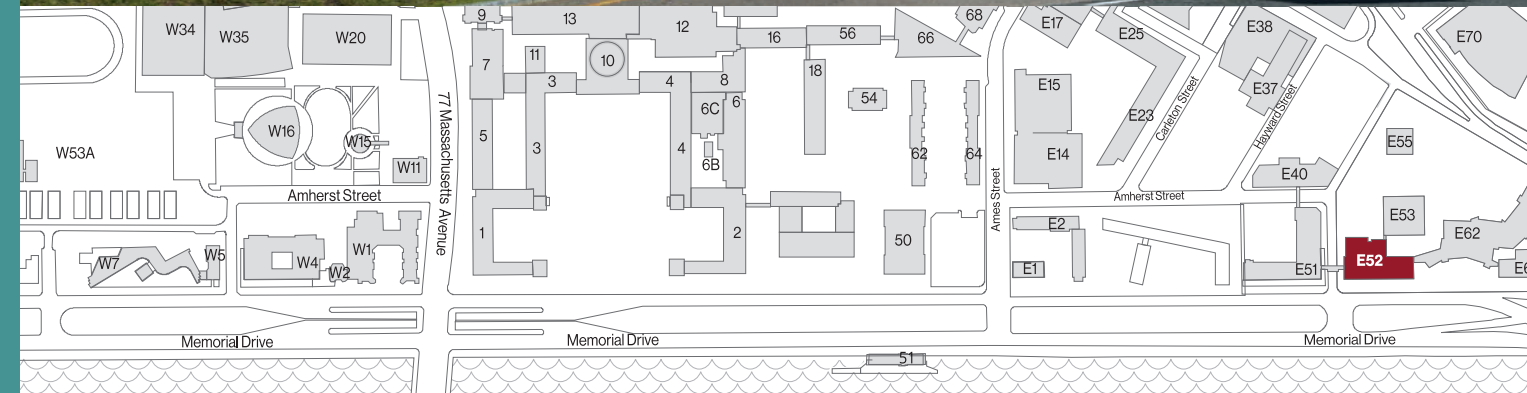 9
13
68
E17
E38
W34
W35
W20
12
E25
E70
16
56
66
11
10
7
18
3
4
8
E15
E37
54
6C
6
Carleton Street
Hayward Street
E23
77 Massachusetts Avenue
W16
5
W15
E55
W53A
3
4
62
64
E14
6B
W11
E40
Amherst Street
Amherst Street
Ames Street
E53
E2
1
2
50
E62
W1
W5
W7
W4
W2
E1
E51
E52
Memorial Drive
Memorial Drive
Memorial Drive
51